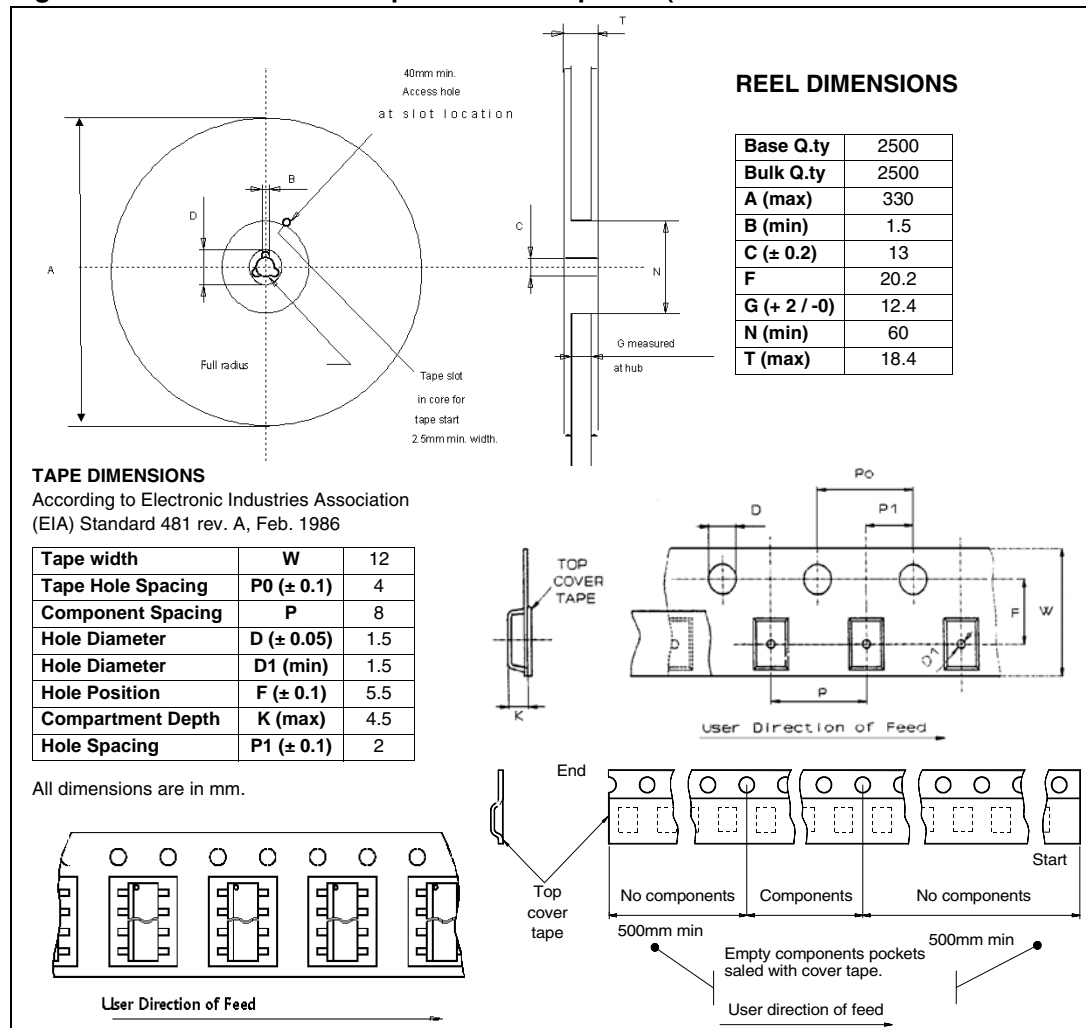 T
40mm min.
Access hole
at slot location
B
D
C
A
N
Full radius
G measured
at hub
Tape slot
in core for
tape start
2.5mm min. width.
REEL DIMENSIONS
Base Q.ty 2500
Bulk Q.ty 2500
A (max) 330
B (min) 1.5
C (± 0.2) 13
F 20.2
G (+ 2 / -0) 12.4
N (min) 60
T (max) 18.4
TAPE DIMENSIONS
According to Electronic Industries Association
(EIA) Standard 481 rev. A, Feb. 1986
Tape width W 12
Tape Hole Spacing P0 (± 0.1) 4
Component Spacing P 8
Hole Diameter D (± 0.05) 1.5
Hole Diameter D1 (min) 1.5
Hole Position F (± 0.1) 5.5
Compartment Depth K (max) 4.5
Hole Spacing P1 (± 0.1) 2
All dimensions are in mm.
Po
D
P1
TOP
COVER
TAPE
F
W
D1
K
P
User Direction of Feed
End
Start
Top
cover
tape
No components
Components
No components
500mm min
500mm min
Empty components pockets
saled with cover tape.
User direction of feed
User Direction of Feed